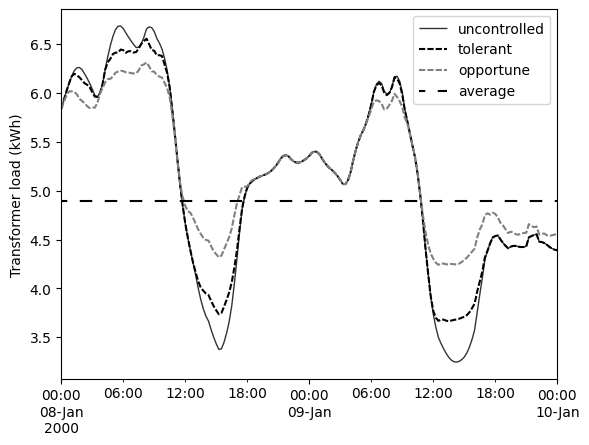 uncontrolled
tolerant
opportune
average
Transformer load (kWh)
6.5
6.0
5.5
5.0
4.5
4.0
3.5
00:00 06:00 12:00 18:00 00:00 06:00 12:00 18:00 00:00
08-Jan 09-Jan 10-Jan
2000